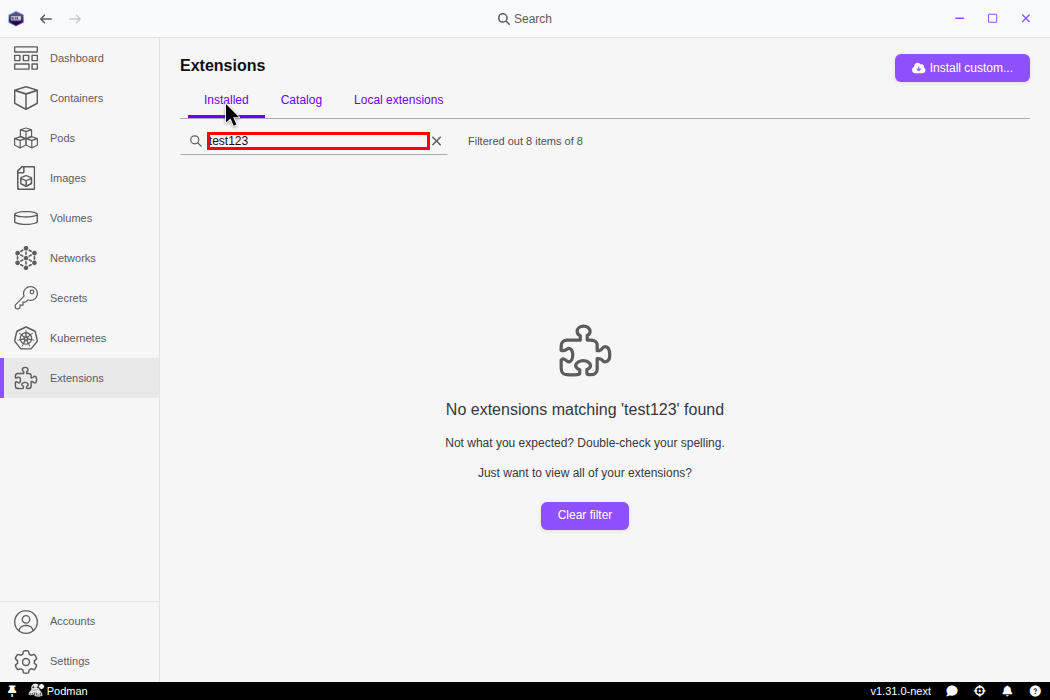 Search
Dashboard
Containers
Pods
Images
Volumes
Networks
Secrets
Kubernetes
Extensions
Accounts
Settings
Extensions
Install custom...
Installed
Catalog
Local extensions
test123
Filtered out 8 items of 8
No extensions matching 'test123' found
Not what you expected? Double-check your spelling.
Just want to view all of your extensions?
Clear filter
Podman
v1.31.0-next